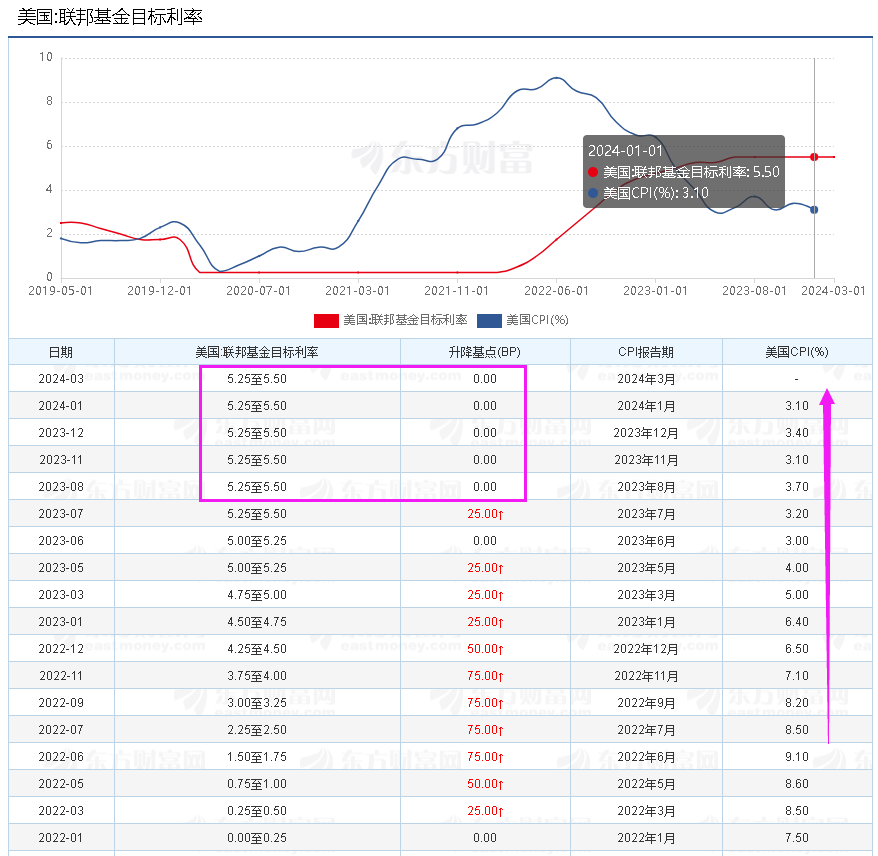 美国:联邦基金目标利率
10
8
6
4
2
0
东方财富
2024-01-01
美国:联邦基金目标利率: 5.50
美国CPI(%): 3.10
2019-05-01 2019-12-01 2020-07-01 2021-03-01 2021-11-01 2022-06-01 2023-01-01 2023-08-01 2024-03-01
美国:联邦基金目标利率 美国CPI(%)
日期 美国:联邦基金目标利率 升降基点(BP) CPI报告期 美国CPI(%)
2024-03 5.25至5.50 0.00 2024年3月 -
2024-01 5.25至5.50 0.00 2024年1月 3.10
2023-12 5.25至5.50 0.00 2023年12月 3.40
2023-11 5.25至5.50 0.00 2023年11月 3.10
2023-08 5.25至5.50 0.00 2023年8月 3.70
2023-07 5.25至5.50 25.00↑ 2023年7月 3.20
2023-06 5.00至5.25 0.00 2023年6月 3.00
2023-05 5.00至5.25 25.00↑ 2023年5月 4.00
2023-03 4.75至5.00 25.00↑ 2023年3月 5.00
2023-01 4.50至4.75 25.00↑ 2023年1月 6.40
2022-12 4.25至4.50 50.00↑ 2022年12月 6.50
2022-11 3.75至4.00 75.00↑ 2022年11月 7.10
2022-09 3.00至3.25 75.00↑ 2022年9月 8.20
2022-07 2.25至2.50 75.00↑ 2022年7月 8.50
2022-06 1.50至1.75 75.00↑ 2022年6月 9.10
2022-05 0.75至1.00 50.00↑ 2022年5月 8.60
2022-03 0.25至0.50 25.00↑ 2022年3月 8.50
2022-01 0.00至0.25 0.00 2022年1月 7.50